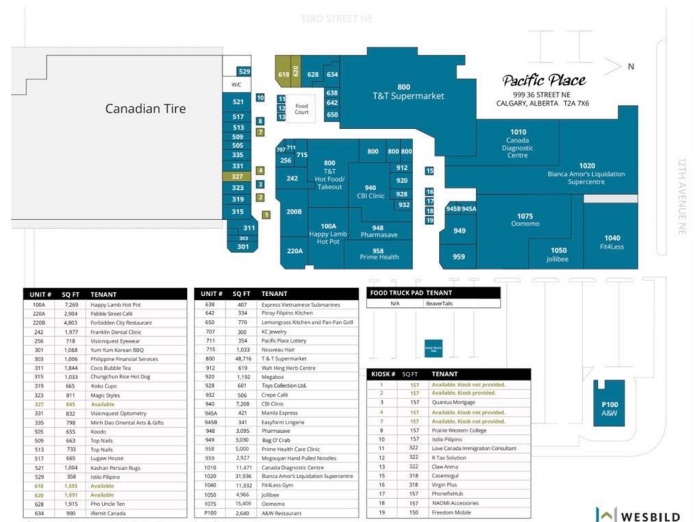 33RD STREET NE
Canadian Tire
529
W/C
521
517
513
509
505
335
331
327
323
319
315
311
303
301
10
8
7
4
3
2
1
618
620
628
634
638
642
650
11
12
13
Food
Court
800
T&T Supermarket
Pacific Place
999 36 STREET NE
CALGARY, ALBERTA T2A 7X6
N
12TH AVENUE NE
1010
Canada
Diagnostic
Centre
1020
Bianca Amor's Liquidation
Supercentre
707
711
715
256
242
200B
220A
800
T&T
Hot Food/
Takeout
800
800
800
912
920
928
932
940
CBI Clinic
100A
Happy Lamb
Hot Pot
948
Pharmasave
958
Prime Health
15
16
17
18
19
945B
945A
949
959
1075
Oomomo
1050
Jollibee
1040
Fit4Less
P100
A&W
UNIT # SQ FT TENANT
100A 7,269 Happy Lamb Hot Pot
220A 2,904 Pebble Street Café
220B 4,803 Forbidden City Restaurant
242 1,977 Franklin Dental Clinic
256 718 Visionquest Eyewear
301 1,068 Yum Yum Korean BBQ
303 1,006 Philippine Financial Services
311 1,844 Coco Bubble Tea
315 1,033 Chungchun Rice Hot Dog
319 665 Koko Cups
323 811 Magic Styles
327 645 Available
331 832 Visionquest Optometry
335 798 Minh Dao Oriental Arts & Gifts
505 655 Koodo
509 663 Top Nails
513 733 Top Nails
517 665 Lugaw House
521 1,004 Kashan Persian Rugs
529 358 Istilo Pilipino
618 1,555 Available
620 1,031 Available
628 1,915 Pho Uncle Ten
634 900 iRemit Canada
UNIT # SQ FT TENANT
638 407 Express Vietnamese Submarines
642 334 Pinoy Filipino Kitchen
650 770 Lemongrass Kitchen and Pan Pan Grill
707 300 KC Jewelry
711 354 Pacific Place Lottery
715 1,033 Nouveau Hair
800 48,716 T & T Supermarket
912 619 Wah Hing Herb Centre
920 1,192 Megabox
928 601 Toys Collection Ltd.
932 506 Crepe Café
940 7,208 CBI Clinic
945A 421 Manila Express
945B 341 Easyform Lingerie
948 3,095 Pharmasave
949 3,030 Bag O' Crab
958 5,000 Prime Health Care Clinic
959 2,927 Mogouyan Hand Pulled Noodles
1010 11,471 Canada Diagnostic Centre
1020 31,936 Bianca Amor's Liquidation Supercentre
1040 11,332 Fit4Less Gym
1050 4,966 Jollibee
1075 15,409 Oomomo
P100 2,640 A&W Restaurant
FOOD TRUCK PAD TENANT
N/A BeaverTails
KIOSK # SQ FT TENANT
1 157 Available. Kiosk not provided.
2 157 Available. Kiosk provided.
3 157 Quantus Mortgage
4 157 Available. Kiosk not provided.
7 157 Available. Kiosk not provided.
8 157 Prairie Western College
10 157 Istilo Pilipino
11 322 Love Canada Immigration Consultant
12 322 R Tax Solution
13 322 Claw Arena
15 318 Casemogul
16 318 Virgin Plus
17 157 PhonefixHub
18 157 NAOMI Accessories
19 150 Freedom Mobile
WESBILD